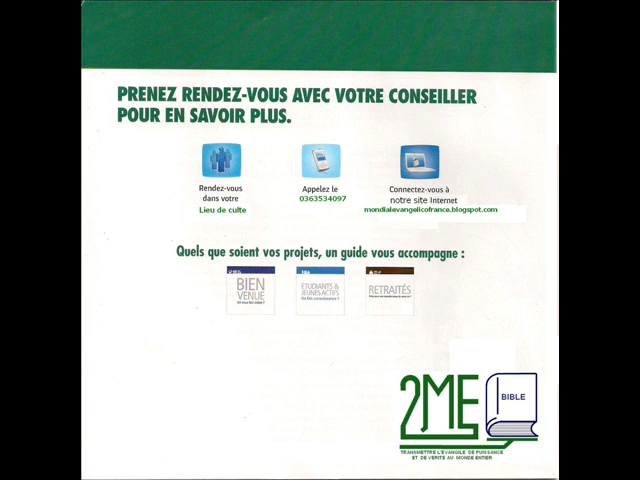 PRENEZ RENDEZ-VOUS AVEC VOTRE CONSEILLER
POUR EN SAVOIR PLUS.
Rendez-vous
dans votre
Lieu de culte
Appelez le
0363534097
Connectez-vous à
notre site Internet
mondialevangelicofrance.blogspot.com
Quels que soient vos projets, un guide vous accompagne :
BIEN
VENUE
ETUDIANTS &
JEUNES ACTIFS
RETRAITÉS
2ME
BIBLE
TRANSMETTRE L'EVANGILE DE PUISSANCE
ET DE VERITE AU MONDE ENTIER